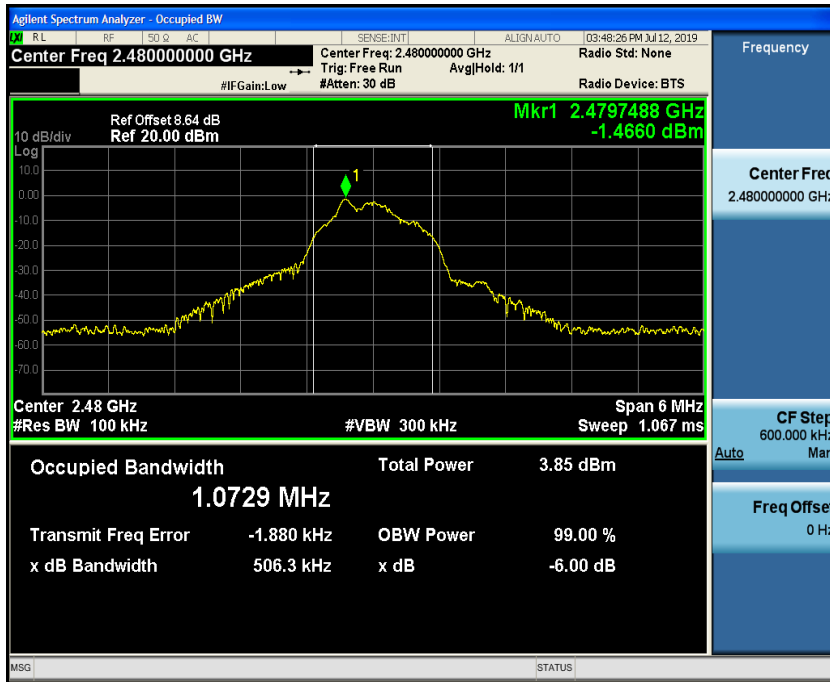 Agilent Spectrum Analyzer - Occupied BW
LXI RL RF 50 Ω AC SENSE:INT ALIGN AUTO 03:48:26 PM Jul 12, 2019
Center Freq 2.480000000 GHz
Center Freq: 2.480000000 GHz Radio Std: None
Trig: Free Run Avg|Hold: 1/1
#IFGain:Low #Atten: 30 dB Radio Device: BTS
Frequency
Mkr1 2.4797488 GHz
-1.4660 dBm
Ref Offset 8.64 dB
10 dB/div Ref 20.00 dBm
Log
10.0
0.00
-10.0
-20.0
-30.0
-40.0
-50.0
-60.0
-70.0
1
Center 2.48 GHz Span 6 MHz
#Res BW 100 kHz #VBW 300 kHz Sweep 1.067 ms
Occupied Bandwidth Total Power 3.85 dBm
1.0729 MHz
Transmit Freq Error -1.880 kHz OBW Power 99.00 %
x dB Bandwidth 506.3 kHz x dB -6.00 dB
Center Freq
2.480000000 GHz
CF Step
600.000 kHz
Auto Man
Freq Offset
0 Hz
MSG STATUS